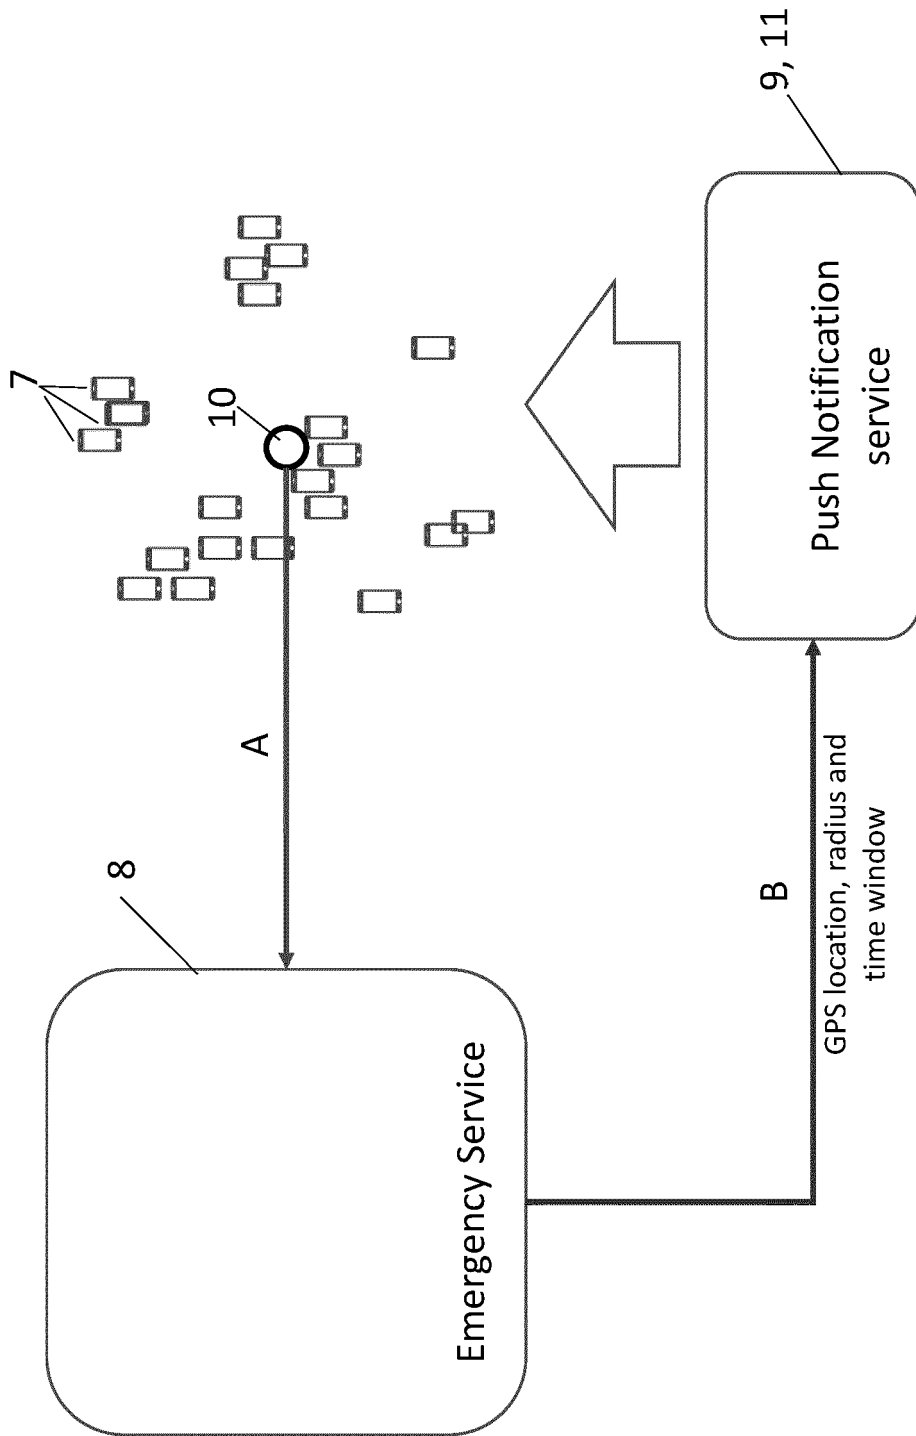 7
10
A
8
Emergency Service
B
GPS location, radius and
time window
Push Notification
service
9, 11